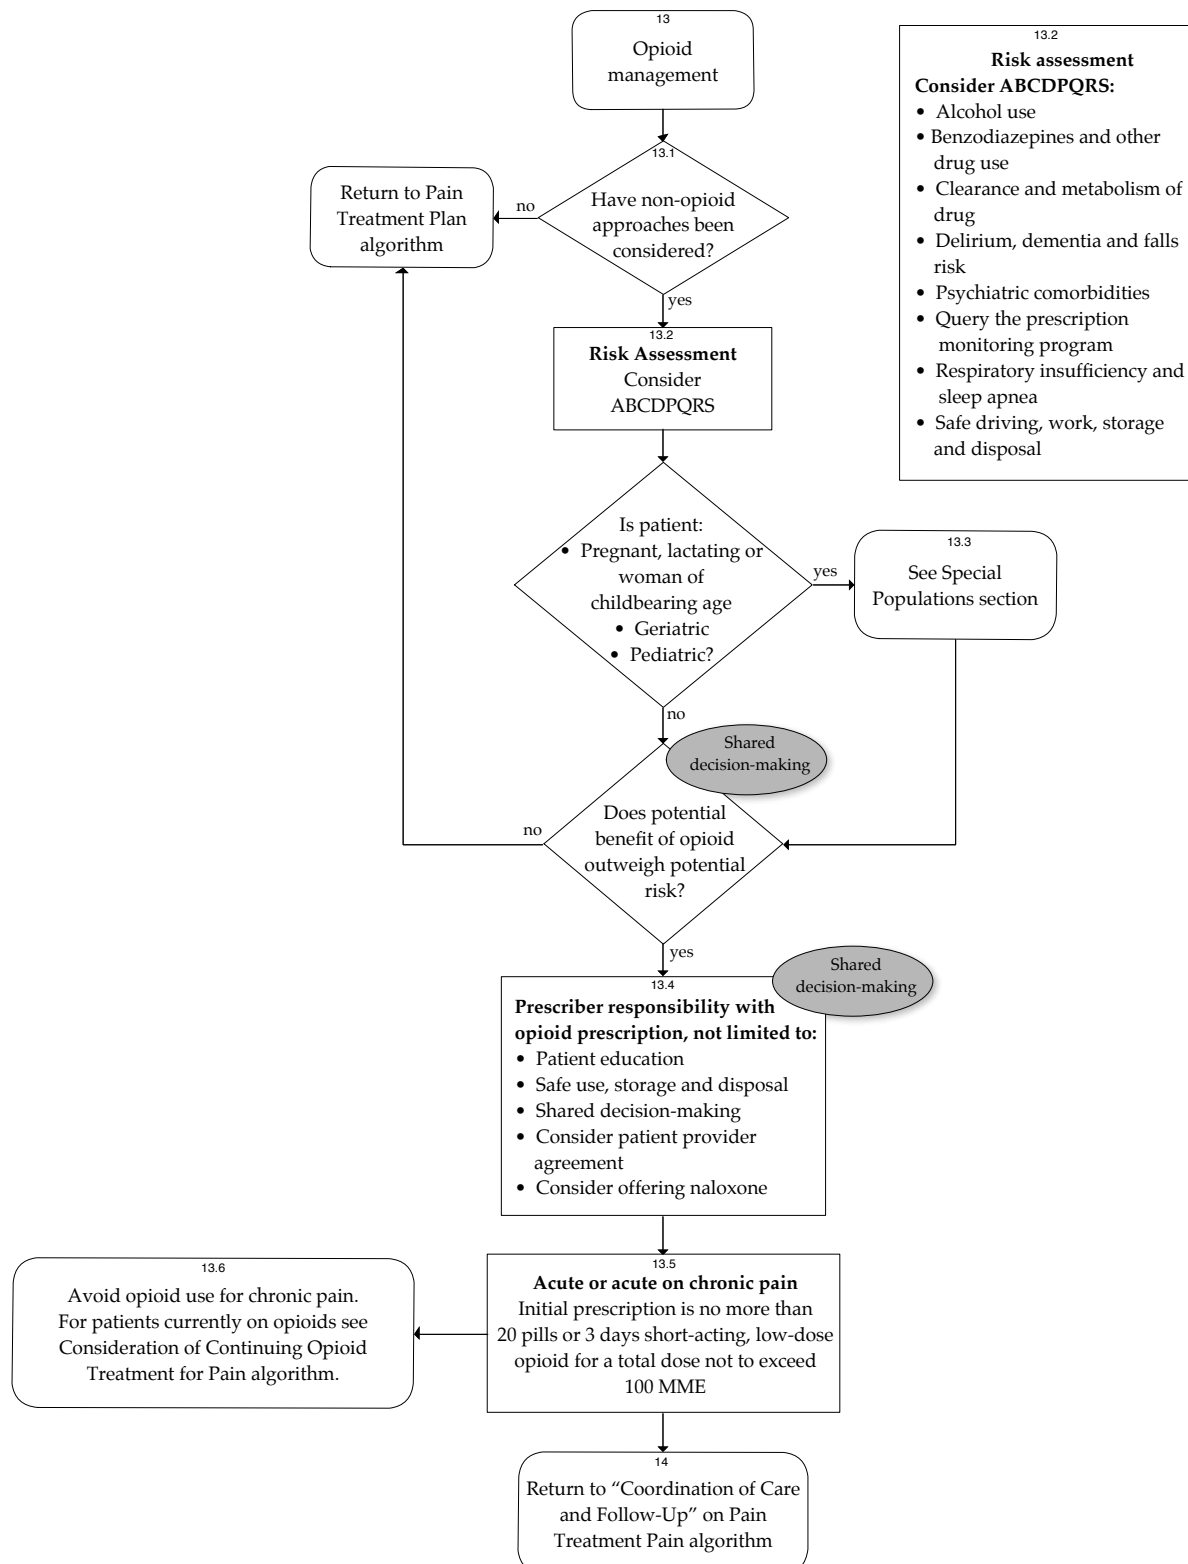 13
Opioid
management
13.2
Risk assessment
Consider ABCDPQRS:
• Alcohol use
• Benzodiazepines and other
drug use
• Clearance and metabolism of
drug
• Delirium, dementia and falls
risk
• Psychiatric comorbidities
• Query the prescription
monitoring program
• Respiratory insufficiency and
sleep apnea
• Safe driving, work, storage
and disposal
13.1
Have non-opioid
approaches been
considered?
no
Return to Pain
Treatment Plan
algorithm
yes
13.2
Risk Assessment
Consider
ABCDPQRS
Is patient:
• Pregnant, lactating or
woman of
childbearing age
• Geriatric
• Pediatric?
yes
13.3
See Special
Populations section
no
Shared
decision-making
Does potential
benefit of opioid
outweigh potential
risk?
no
yes
Shared
decision-making
13.4
Prescriber responsibility with
opioid prescription, not limited to:
• Patient education
• Safe use, storage and disposal
• Shared decision-making
• Consider patient provider
agreement
• Consider offering naloxone
13.5
Acute or acute on chronic pain
Initial prescription is no more than
20 pills or 3 days short-acting, low-dose
opioid for a total dose not to exceed
100 MME
13.6
Avoid opioid use for chronic pain.
For patients currently on opioids see
Consideration of Continuing Opioid
Treatment for Pain algorithm.
14
Return to “Coordination of Care
and Follow-Up” on Pain
Treatment Pain algorithm